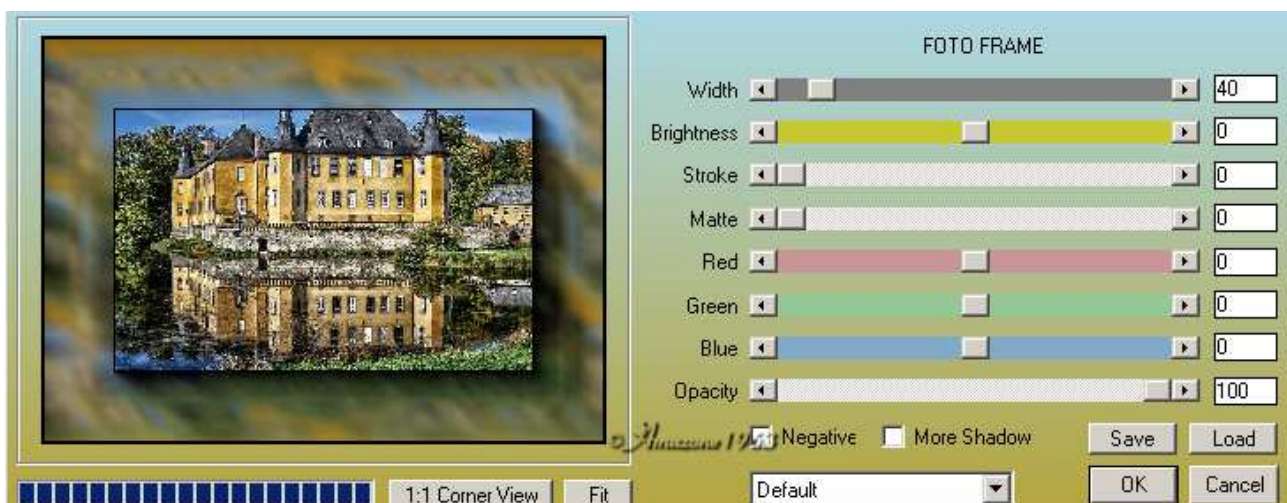 FOTO FRAME
Width 40
Brightness 0
Stroke 0
Matte 0
Red 0
Green 0
Blue 0
Opacity 100
Negative More Shadow Save Load
1:1 Corner View Fit Default OK Cancel